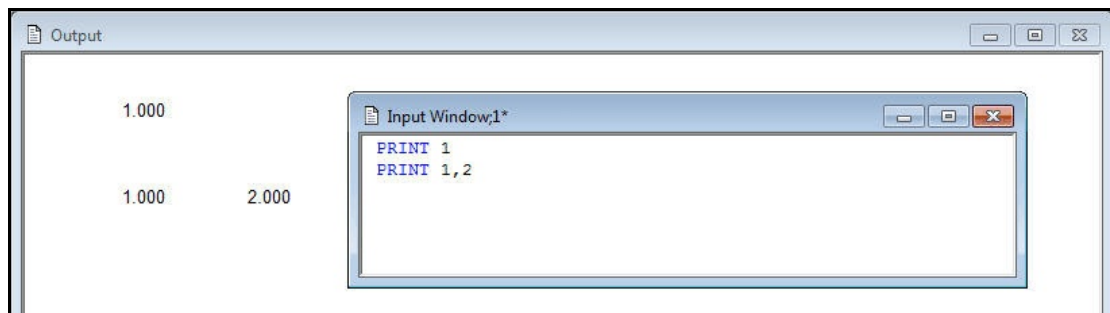 Output
1.000
Input Window;1*
PRINT 1
PRINT 1,2
1.000 2.000